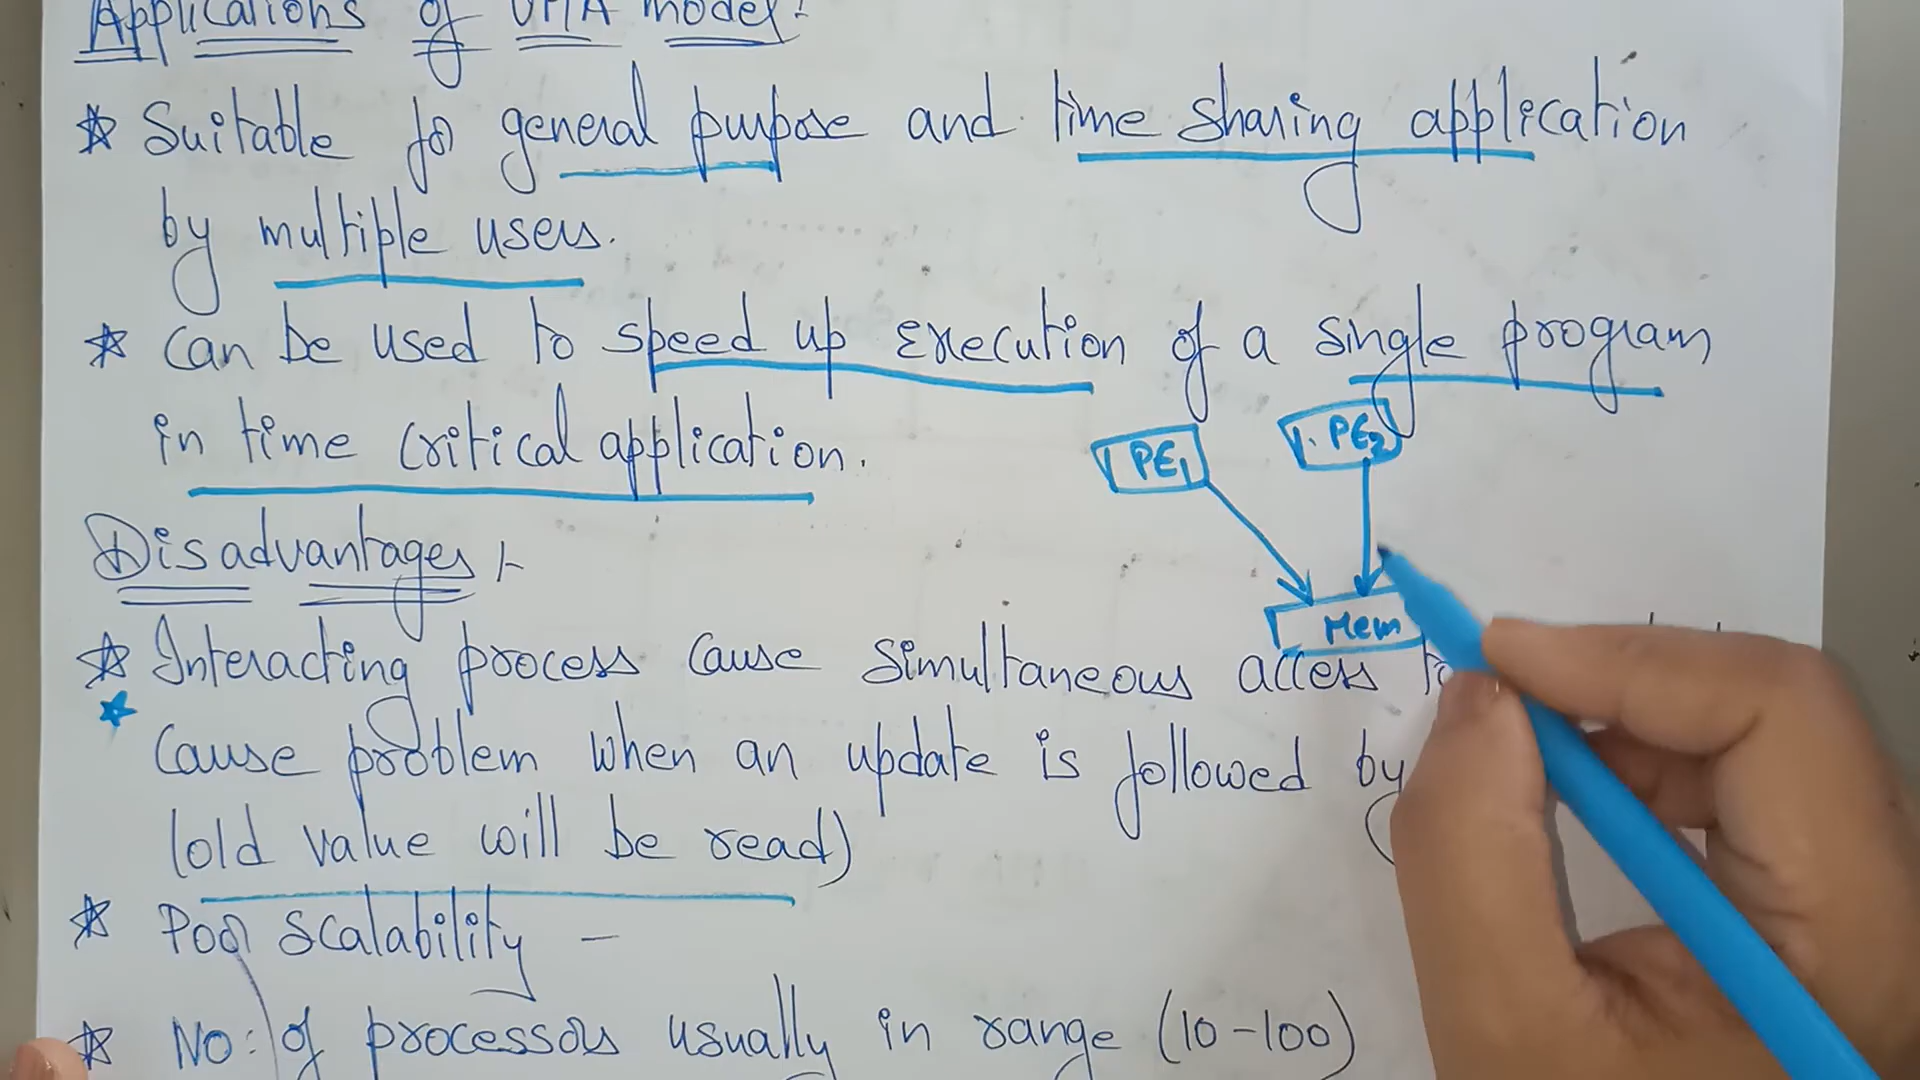 Applications of UMA model:
☆ Suitable for general purpose and time sharing application
by multiple users.
☆ can be used to speed up execution of a single program
in time critical application.
PE1
PE2
Mem
Disadvantages :-
☆ Interacting process cause simultaneous access to
cause problem when an update is followed by
(old value will be read)
☆ Poor scalability -
☆ No: of processors usually in range (10-100)